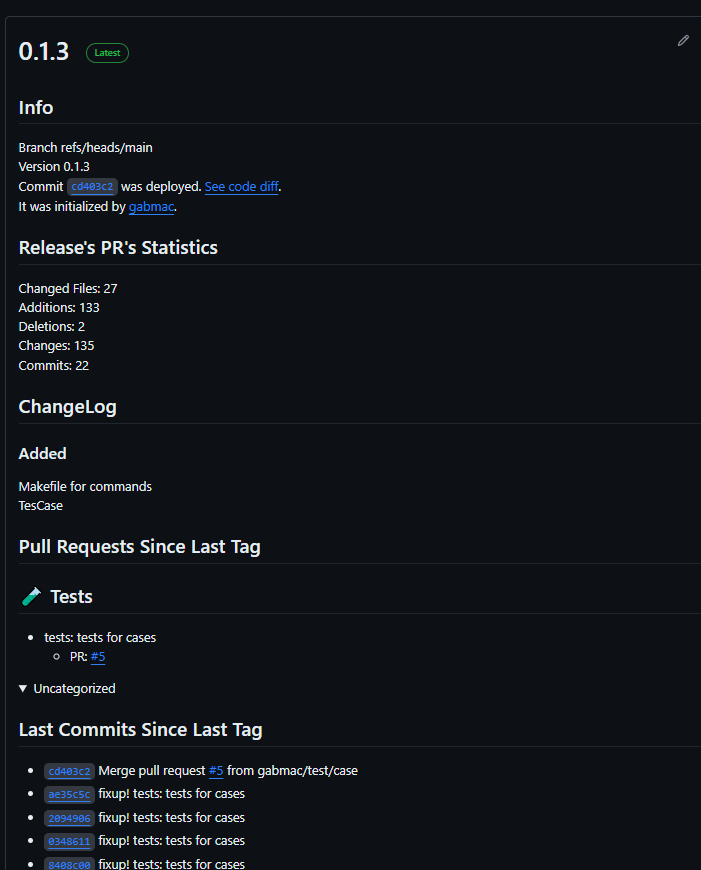 0.1.3 Latest
Info
Branch refs/heads/main
Version 0.1.3
Commit cd403c2 was deployed. See code diff.
It was initialized by gabmac.
Release's PR's Statistics
Changed Files: 27
Additions: 133
Deletions: 2
Changes: 135
Commits: 22
ChangeLog
Added
Makefile for commands
TesCase
Pull Requests Since Last Tag
Tests
tests: tests for cases
PR: #5
Uncategorized
Last Commits Since Last Tag
cd403c2 Merge pull request #5 from gabmac/test/case
ae35c5c fixup! tests: tests for cases
2094906 fixup! tests: tests for cases
0348611 fixup! tests: tests for cases
8408c00 fixup! tests: tests for cases